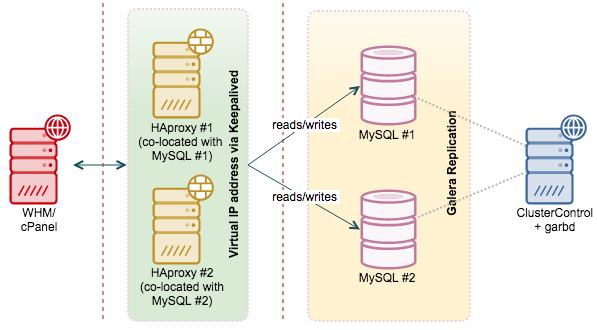 WHM/
cPanel
HAproxy #1
(co-located with
MySQL #1)
HAproxy #2
(co-located with
MySQL #2)
Virtual IP address via Keepalived
reads/writes
reads/writes
MySQL #1
MySQL #2
Galera Replication
ClusterControl
+ garbd